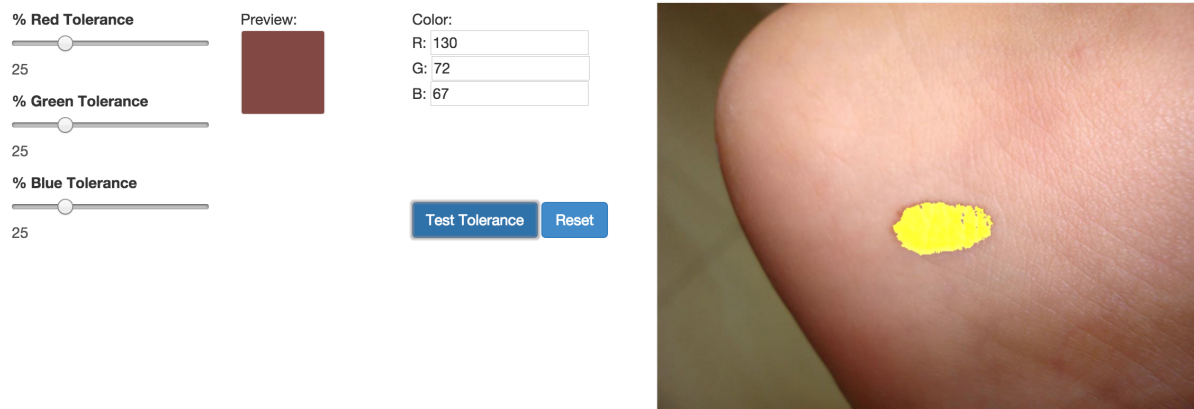 % Red Tolerance
25
% Green Tolerance
25
% Blue Tolerance
25
Preview:
Color:
R: 130
G: 72
B: 67
Test Tolerance
Reset